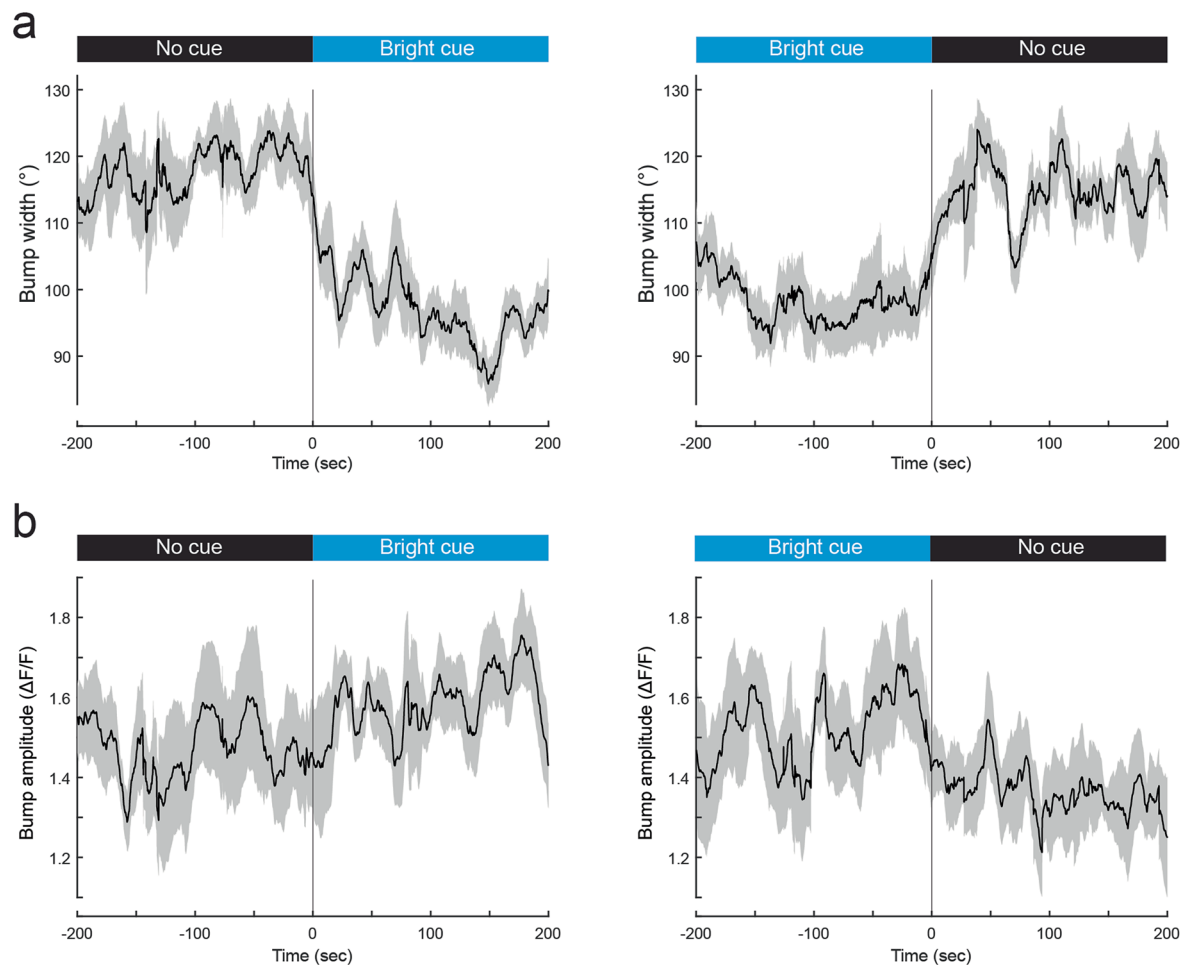 a
No cue Bright cue
Bright cue No cue
130
120
110
100
90
Bump width (°)
-200 -100 0 100 200
Time (sec)
130
120
110
100
90
Bump width (°)
-200 -100 0 100 200
Time (sec)
b
No cue Bright cue
Bright cue No cue
1.8
1.6
1.4
1.2
Bump amplitude (ΔF/F)
-200 -100 0 100 200
Time (sec)
1.8
1.6
1.4
1.2
Bump amplitude (ΔF/F)
-200 -100 0 100 200
Time (sec)